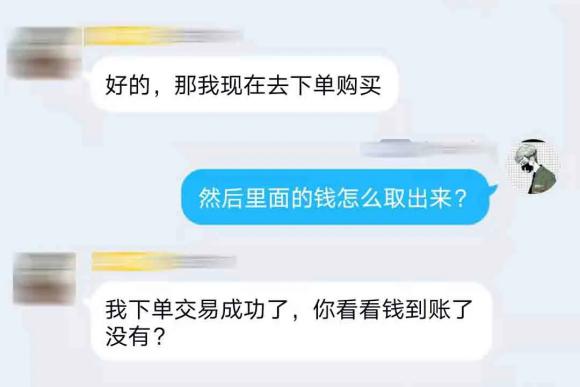 好的，那我现在去下单购买
然后里面的钱怎么取出来？
我下单交易成功了，你看看钱到账了
没有？